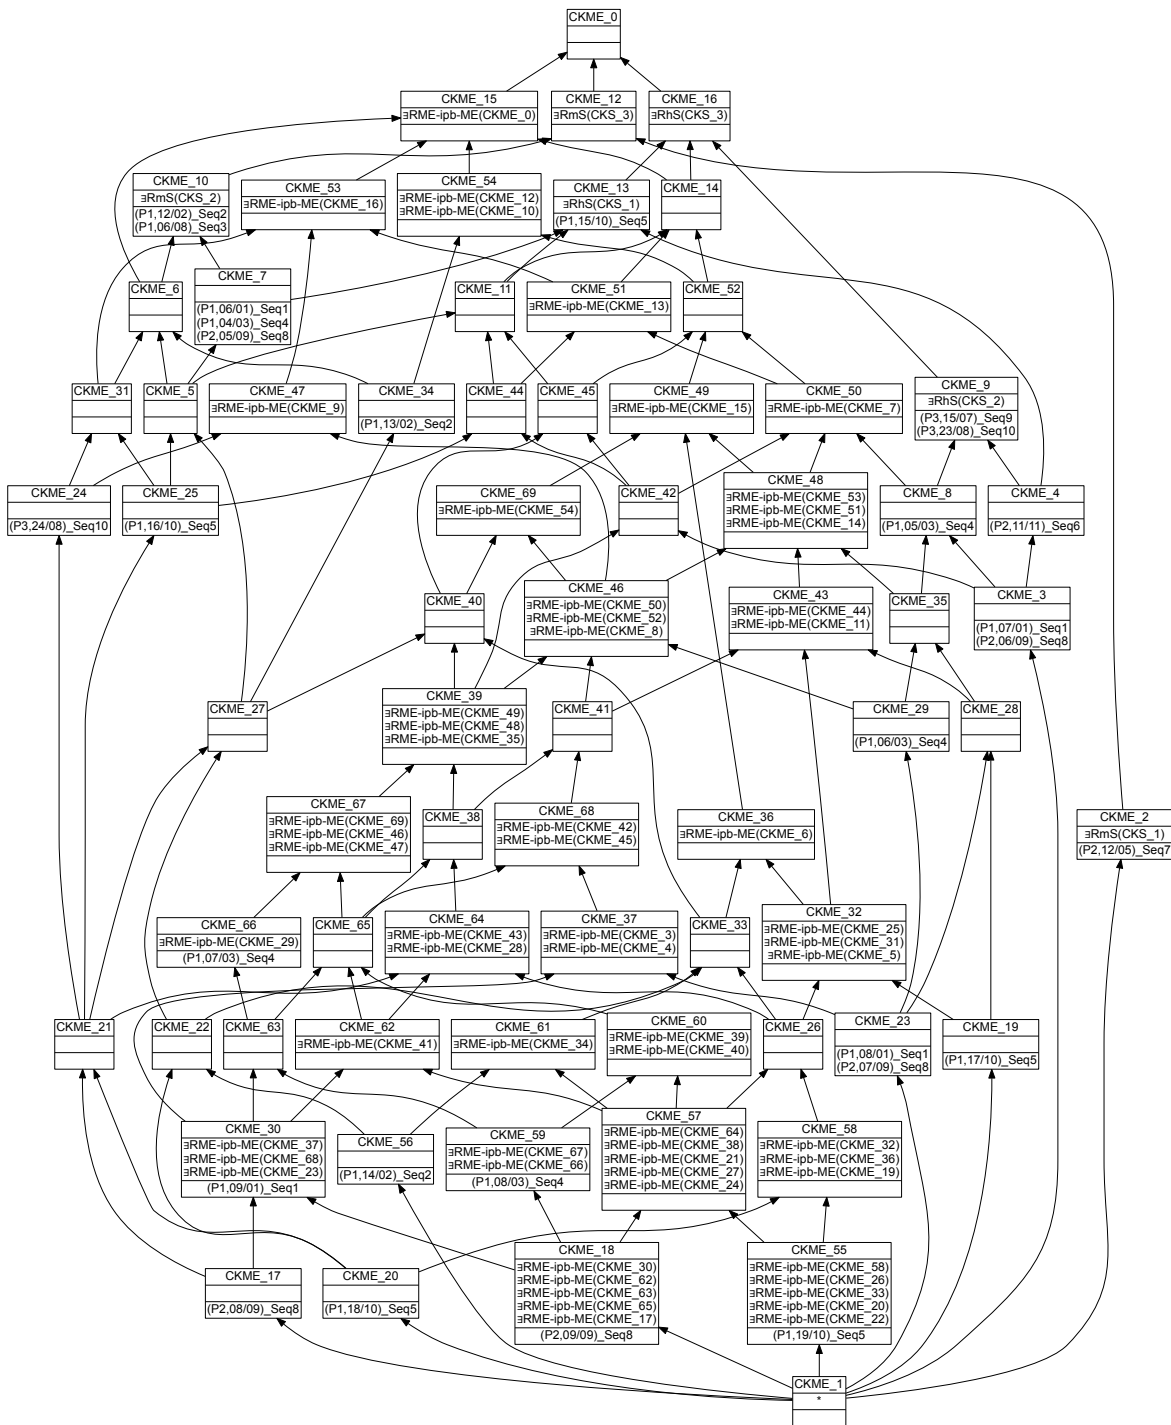 CKME_0
CKME_15
∃RME-ipb-ME(CKME_0)
CKME_12
∃RmS(CKS_3)
CKME_16
∃RhS(CKS_3)
CKME_10
∃RmS(CKS_2)
(P1,12/02)_Seq2
(P1,06/08)_Seq3
CKME_53
∃RME-ipb-ME(CKME_16)
CKME_54
∃RME-ipb-ME(CKME_12)
∃RME-ipb-ME(CKME_10)
CKME_13
∃RhS(CKS_1)
(P1,15/10)_Seq5
CKME_14
CKME_6
CKME_7
(P1,06/01)_Seq1
(P1,04/03)_Seq4
(P2,05/09)_Seq8
CKME_11
CKME_51
∃RME-ipb-ME(CKME_13)
CKME_52
CKME_31
CKME_5
CKME_47
∃RME-ipb-ME(CKME_9)
CKME_34
(P1,13/02)_Seq2
CKME_44
CKME_45
CKME_49
∃RME-ipb-ME(CKME_15)
CKME_50
∃RME-ipb-ME(CKME_7)
CKME_9
∃RhS(CKS_2)
(P3,15/07)_Seq9
(P3,23/08)_Seq10
CKME_24
(P3,24/08)_Seq10
CKME_25
(P1,16/10)_Seq5
CKME_69
∃RME-ipb-ME(CKME_54)
CKME_42
CKME_48
∃RME-ipb-ME(CKME_53)
∃RME-ipb-ME(CKME_51)
∃RME-ipb-ME(CKME_14)
CKME_8
(P1,05/03)_Seq4
CKME_4
(P2,11/11)_Seq6
CKME_40
CKME_46
∃RME-ipb-ME(CKME_50)
∃RME-ipb-ME(CKME_52)
∃RME-ipb-ME(CKME_8)
CKME_43
∃RME-ipb-ME(CKME_44)
∃RME-ipb-ME(CKME_11)
CKME_35
CKME_3
(P1,07/01)_Seq1
(P2,06/09)_Seq8
CKME_27
CKME_39
∃RME-ipb-ME(CKME_49)
∃RME-ipb-ME(CKME_48)
∃RME-ipb-ME(CKME_35)
CKME_41
CKME_29
(P1,06/03)_Seq4
CKME_28
CKME_67
∃RME-ipb-ME(CKME_69)
∃RME-ipb-ME(CKME_46)
∃RME-ipb-ME(CKME_47)
CKME_38
CKME_68
∃RME-ipb-ME(CKME_42)
∃RME-ipb-ME(CKME_45)
CKME_36
∃RME-ipb-ME(CKME_6)
CKME_2
∃RmS(CKS_1)
(P2,12/05)_Seq7
CKME_66
∃RME-ipb-ME(CKME_29)
(P1,07/03)_Seq4
CKME_65
CKME_64
∃RME-ipb-ME(CKME_43)
∃RME-ipb-ME(CKME_28)
CKME_37
∃RME-ipb-ME(CKME_3)
∃RME-ipb-ME(CKME_4)
CKME_33
CKME_32
∃RME-ipb-ME(CKME_25)
∃RME-ipb-ME(CKME_31)
∃RME-ipb-ME(CKME_5)
CKME_21
CKME_22
CKME_63
CKME_62
∃RME-ipb-ME(CKME_41)
CKME_61
∃RME-ipb-ME(CKME_34)
CKME_60
∃RME-ipb-ME(CKME_39)
∃RME-ipb-ME(CKME_40)
CKME_26
CKME_23
(P1,08/01)_Seq1
(P2,07/09)_Seq8
CKME_19
(P1,17/10)_Seq5
CKME_30
∃RME-ipb-ME(CKME_37)
∃RME-ipb-ME(CKME_68)
∃RME-ipb-ME(CKME_23)
(P1,09/01)_Seq1
CKME_56
(P1,14/02)_Seq2
CKME_59
∃RME-ipb-ME(CKME_67)
∃RME-ipb-ME(CKME_66)
(P1,08/03)_Seq4
CKME_57
∃RME-ipb-ME(CKME_64)
∃RME-ipb-ME(CKME_38)
∃RME-ipb-ME(CKME_21)
∃RME-ipb-ME(CKME_27)
∃RME-ipb-ME(CKME_24)
CKME_58
∃RME-ipb-ME(CKME_32)
∃RME-ipb-ME(CKME_36)
∃RME-ipb-ME(CKME_19)
CKME_17
(P2,08/09)_Seq8
CKME_20
(P1,18/10)_Seq5
CKME_18
∃RME-ipb-ME(CKME_30)
∃RME-ipb-ME(CKME_62)
∃RME-ipb-ME(CKME_63)
∃RME-ipb-ME(CKME_65)
∃RME-ipb-ME(CKME_17)
(P2,09/09)_Seq8
CKME_55
∃RME-ipb-ME(CKME_58)
∃RME-ipb-ME(CKME_26)
∃RME-ipb-ME(CKME_33)
∃RME-ipb-ME(CKME_20)
∃RME-ipb-ME(CKME_22)
(P1,19/10)_Seq5
CKME_1
*